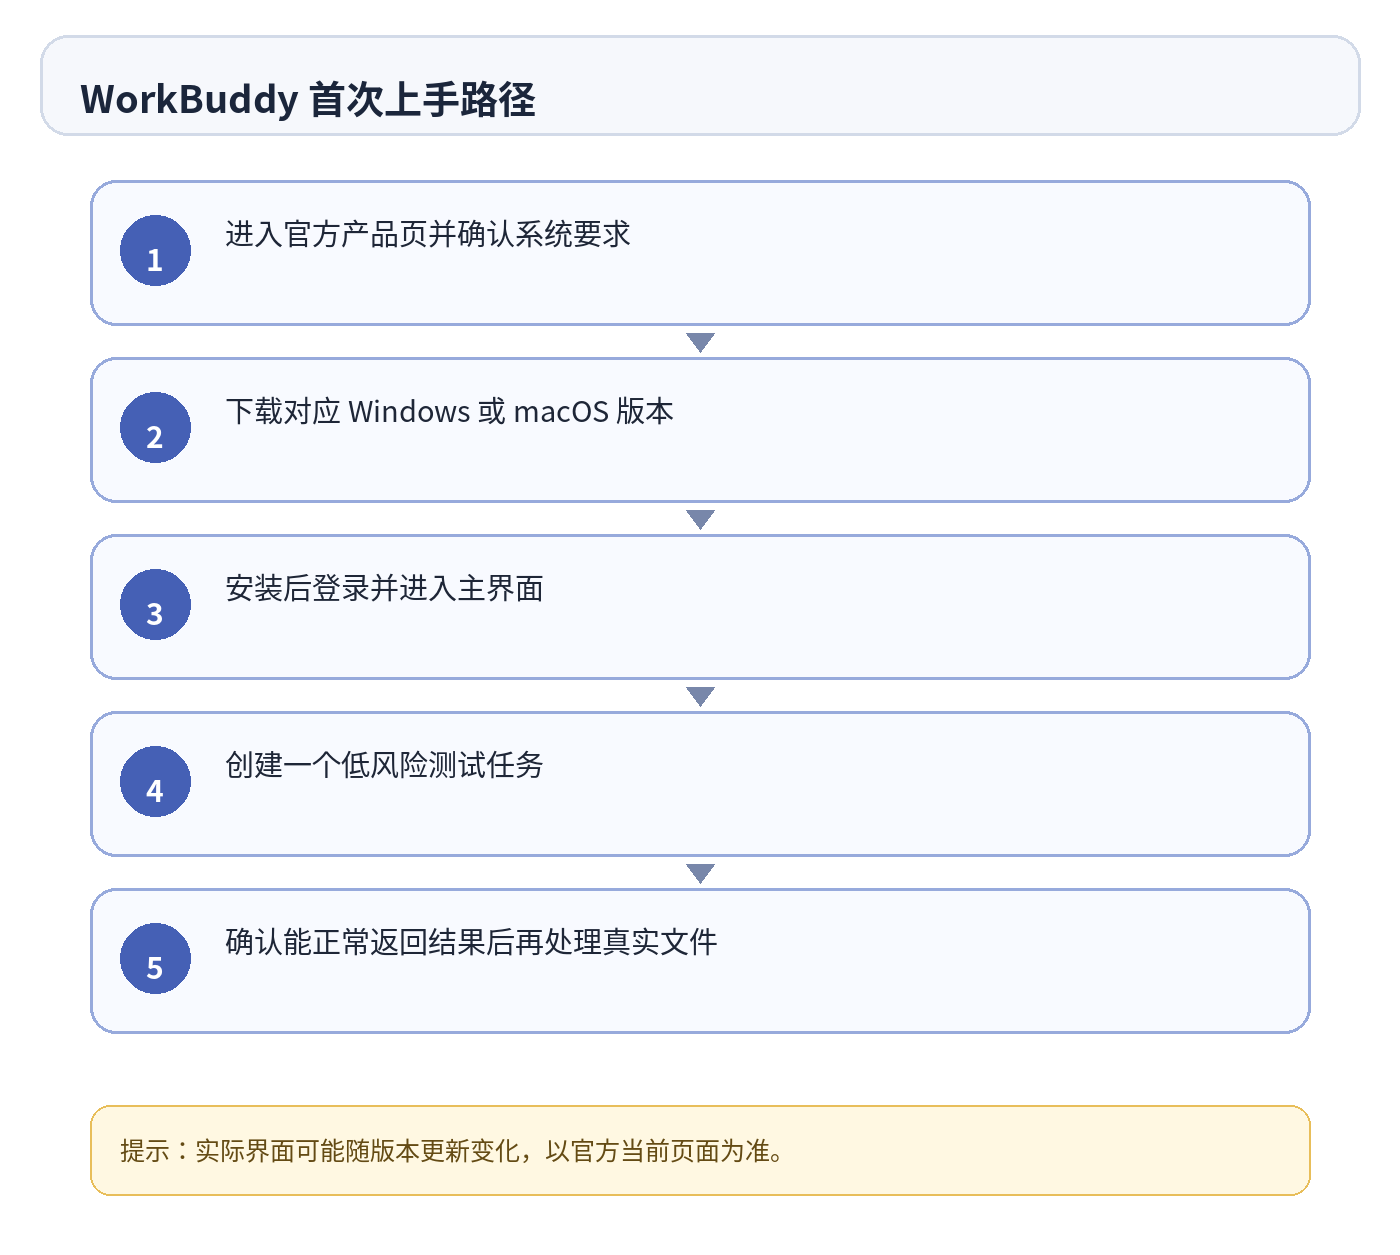 WorkBuddy 首次上手路径
1
进入官方产品页并确认系统要求
2
下载对应 Windows 或 macOS 版本
3
安装后登录并进入主界面
4
创建一个低风险测试任务
5
确认能正常返回结果后再处理真实文件
提示：实际界面可能随版本更新变化，以官方当前页面为准。